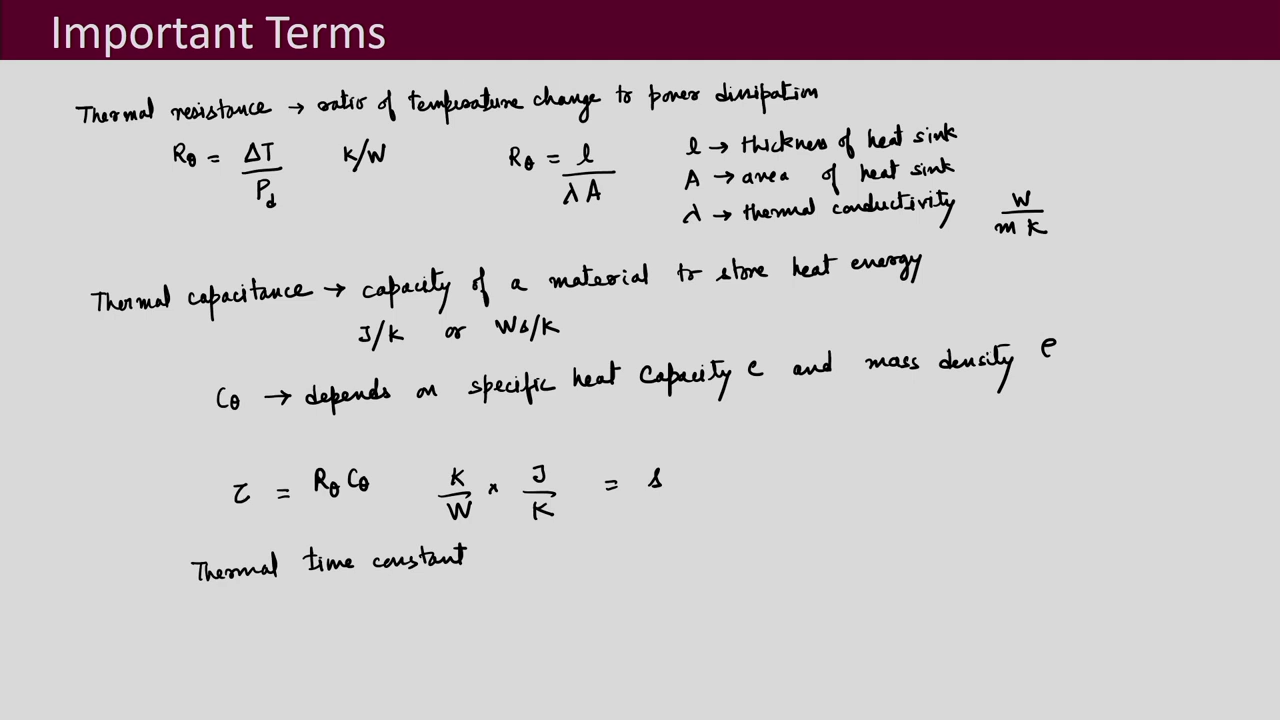 Important Terms
Thermal resistance → ratio of temperature change to power dissipation
Rθ = ΔT / Pd K/W Rθ = l / λA
l → thickness of heat sink
A → area of heat sink
λ → thermal conductivity W / mK
Thermal capacitance → capacity of a material to store heat energy
J/K or Ws/K
Cθ → depends on specific heat capacity c and mass density ρ
τ = Rθ Cθ K/W × J/K = s
Thermal time constant